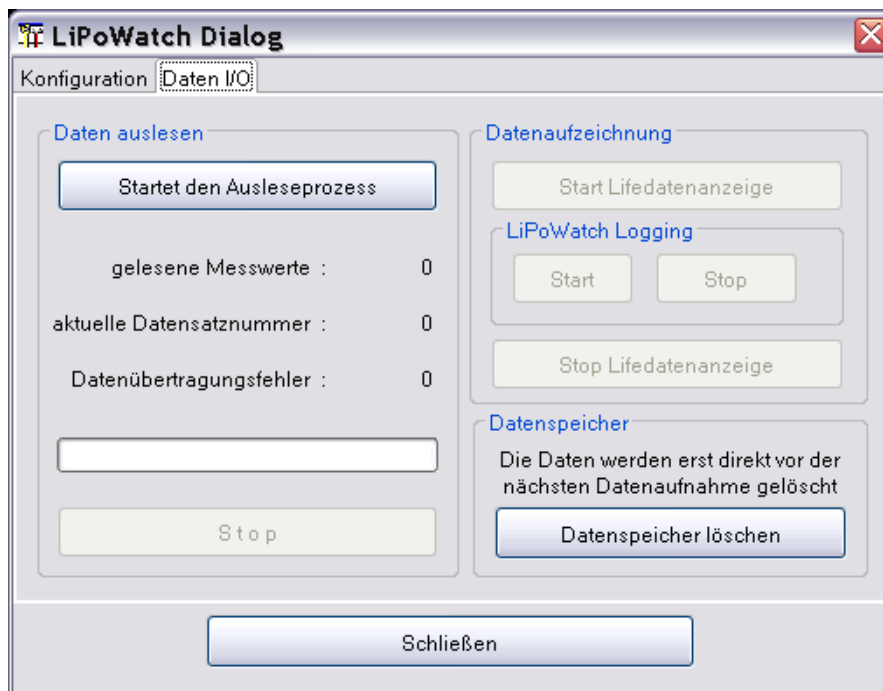 LiPoWatch Dialog
Konfiguration
Daten I/O
Daten auslesen
Startet den Ausleseprozess
gelesene Messwerte : 0
aktuelle Datensatznummer : 0
Datenübertragungsfehler : 0
Stop
Datenaufzeichnung
Start Lifedatenanzeige
LiPoWatch Logging
Start
Stop
Stop Lifedatenanzeige
Datenspeicher
Die Daten werden erst direkt vor der
nächsten Datenaufnahme gelöscht
Datenspeicher löschen
Schließen